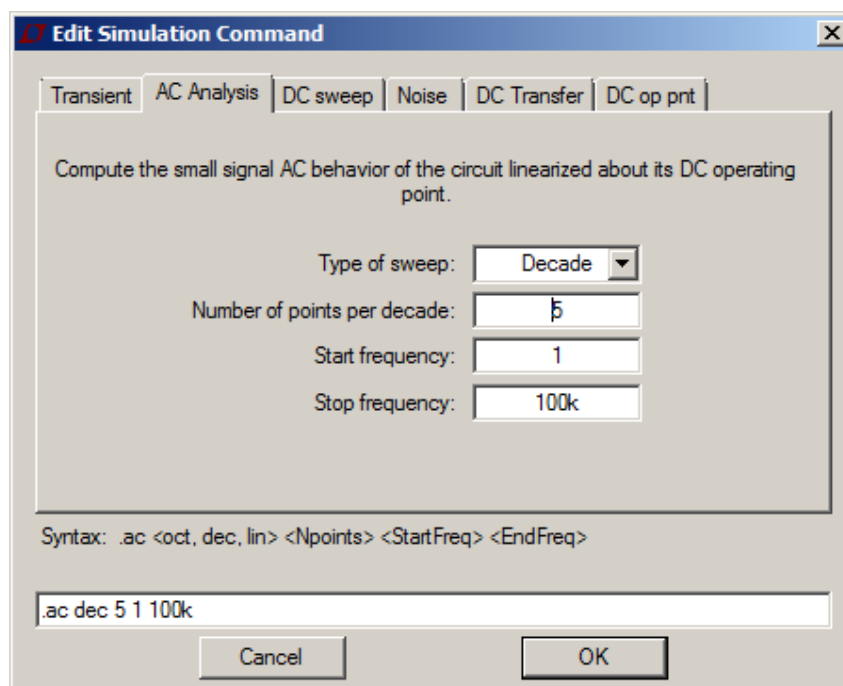 Edit Simulation Command
Transient AC Analysis DC sweep Noise DC Transfer DC op pnt
Compute the small signal AC behavior of the circuit linearized about its DC operating
point.
Type of sweep: Decade
Number of points per decade: 5
Start frequency: 1
Stop frequency: 100k
Syntax: .ac <oct, dec, lin> <Npoints> <StartFreq> <EndFreq>
.ac dec 5 1 100k
Cancel OK